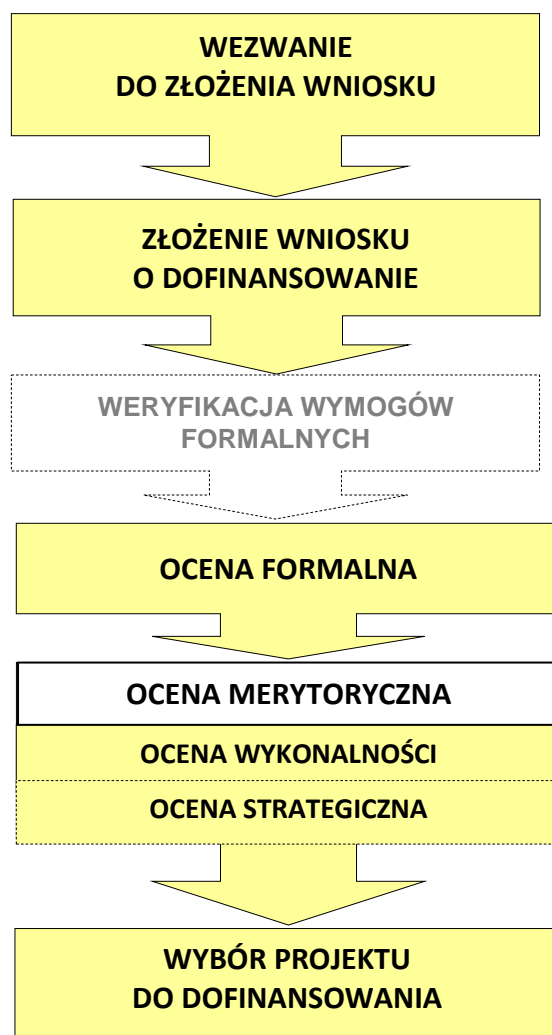 WEZWANIE
DO ZŁOŻENIA WNIOSKU
ZŁOŻENIE WNIOSKU
O DOFINANSOWANIE
WERYFIKACJA WYMOGÓW
FORMALNYCH
OCENA FORMALNA
OCENA MERYTORYCZNA
OCENA WYKONALNOŚCI
OCENA STRATEGICZNA
WYBÓR PROJEKTU
DO DOFINANSOWANIA